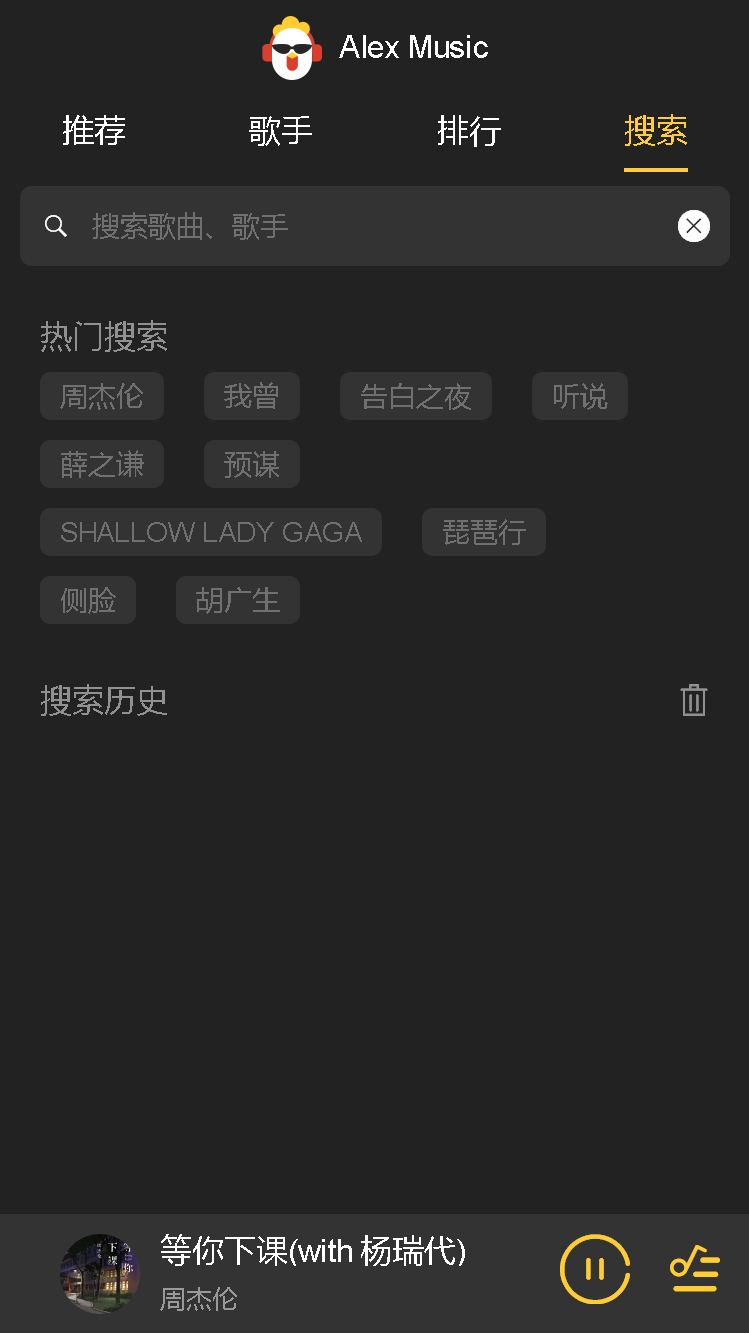 Alex Music
推荐 歌手 排行 搜索
搜索歌曲、歌手
热门搜索
周杰伦 我曾 告白之夜 听说
薛之谦 预谋
SHALLOW LADY GAGA 琵琶行
侧脸 胡广生
搜索历史
等你下课(with 杨瑞代)
周杰伦